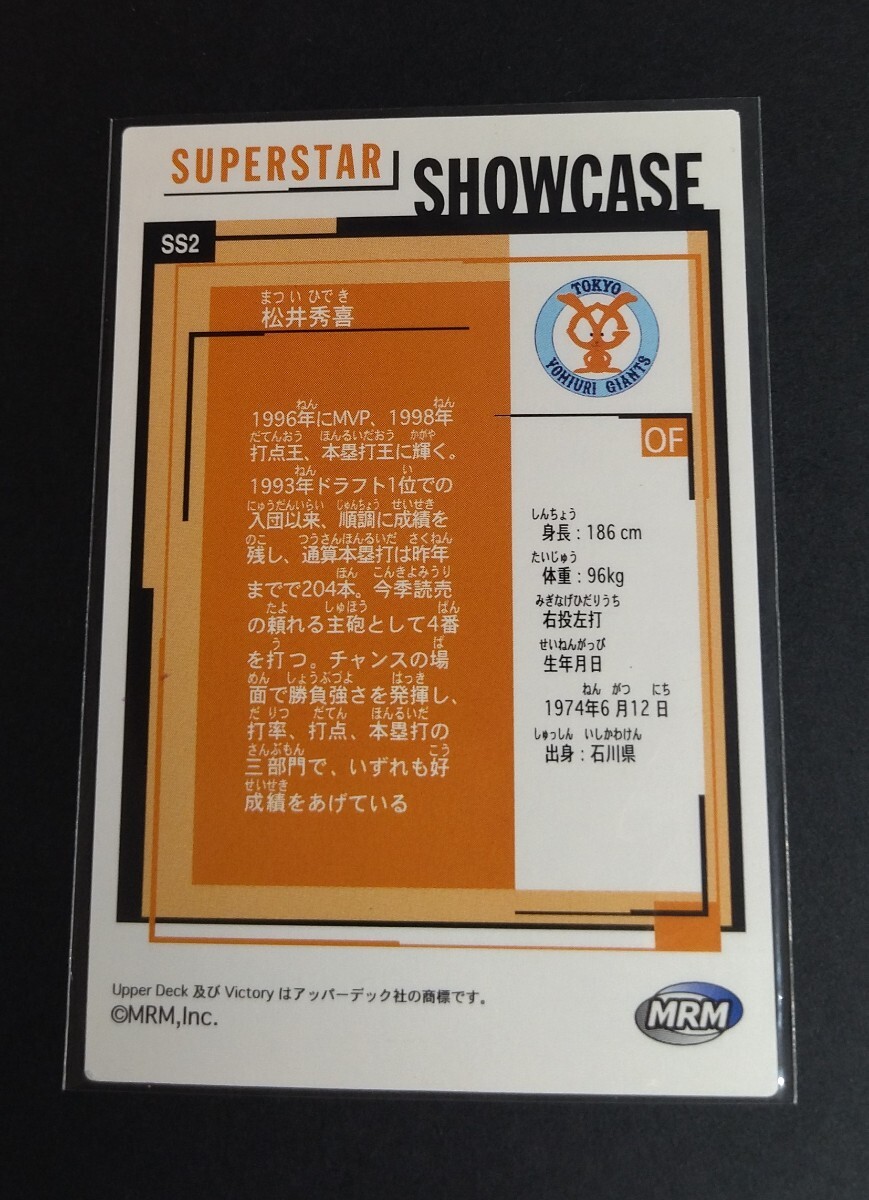 SUPERSTAR SHOWCASE
SS2
まつ い ひで き
松井秀喜
ねん ねん
1996年にMVP、1998年
だてんおう ほんるいだおう かがや
打点王、本塁打王に輝く。
ねん い
1993年ドラフト1位での
にゅうだんいらい じゅんちょう せいせき
入団以来、順調に成績を
のこ つうさんほんるいだ さくねん
残し、通算本塁打は昨年
ほん こんきよみうり
までで204本。今季読売
たよ しゅほう ばん
の頼れる主砲として4番
う ば
を打つ。チャンスの場
めん しょうぶづよ はっき
面で勝負強さを発揮し、
だ りつ だてん ほんるいだ
打率、打点、本塁打の
さんぶもん こう
三部門で、いずれも好
せいせき
成績をあげている
TOKYO
YOHIURI GIANTS
OF
しんちょう
身長：186 cm
たいじゅう
体重：96kg
みぎなげひだりうち
右投左打
せいねんがっぴ
生年月日
ねん がつ にち
1974年6月12日
しゅっしん いしかわけん
出身：石川県
Upper Deck 及び Victory はアッパーデック社の商標です。
©MRM,Inc.
MRM